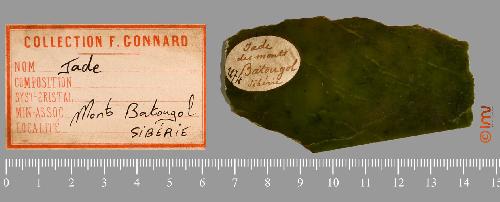 COLLECTION F. GONNARD
NOM Jade
COMPOSITION
SYST-CRISTAL
MIN-ASSOC
LOCALITÉ Monts Batougol
SIBÉRIE
Jade
des monts
Batougol
Sibérie
0 1 2 3 4 5 6 7 8 9 10 11 12 13 14 15